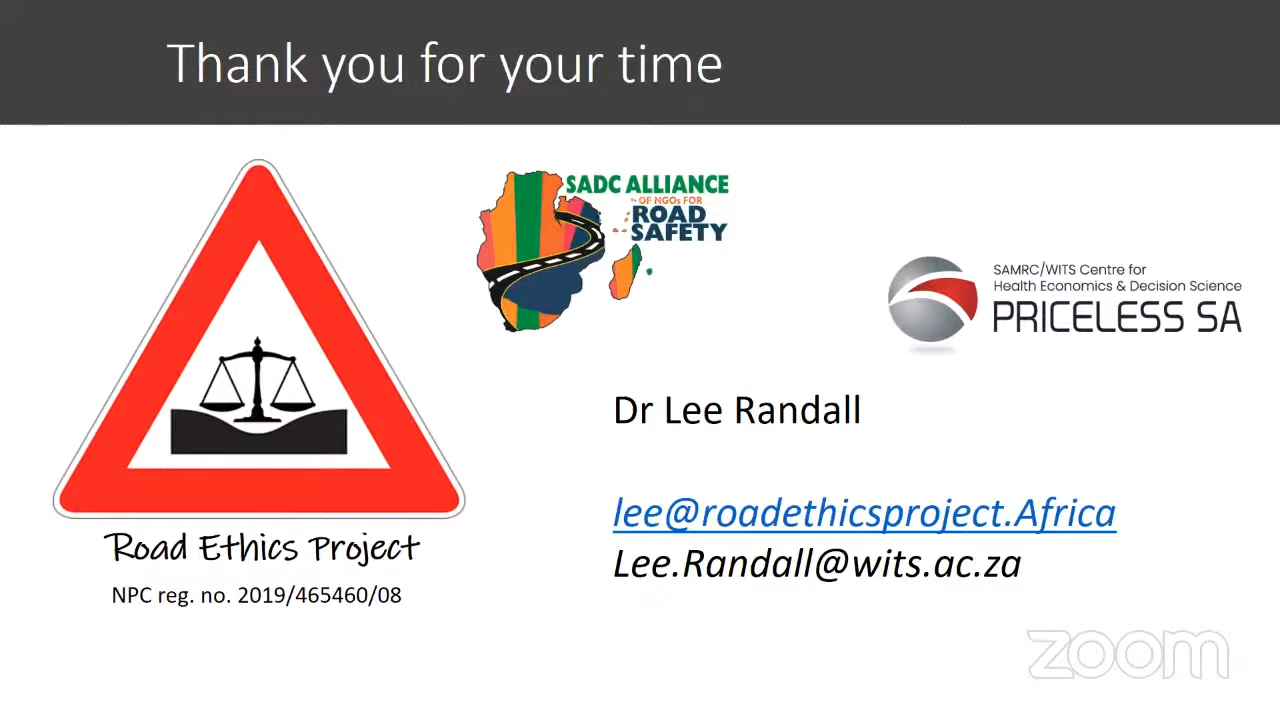 Thank you for your time
SADC ALLIANCE
OF NGOs FOR
ROAD
SAFETY
SAMRC/WITS Centre for
Health Economics & Decision Science
PRICELESS SA
Dr Lee Randall
lee@roadethicsproject.Africa
Lee.Randall@wits.ac.za
Road Ethics Project
NPC reg. no. 2019/465460/08
zoom